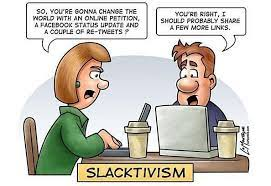 SO, YOU'RE GONNA CHANGE THE
WORLD WITH AN ONLINE PETITION,
A FACEBOOK STATUS UPDATE AND
A COUPLE OF RE-TWEETS ?
YOU'RE RIGHT, I
SHOULD PROBABLY SHARE
A FEW MORE LINKS.
SLACKTIVISM